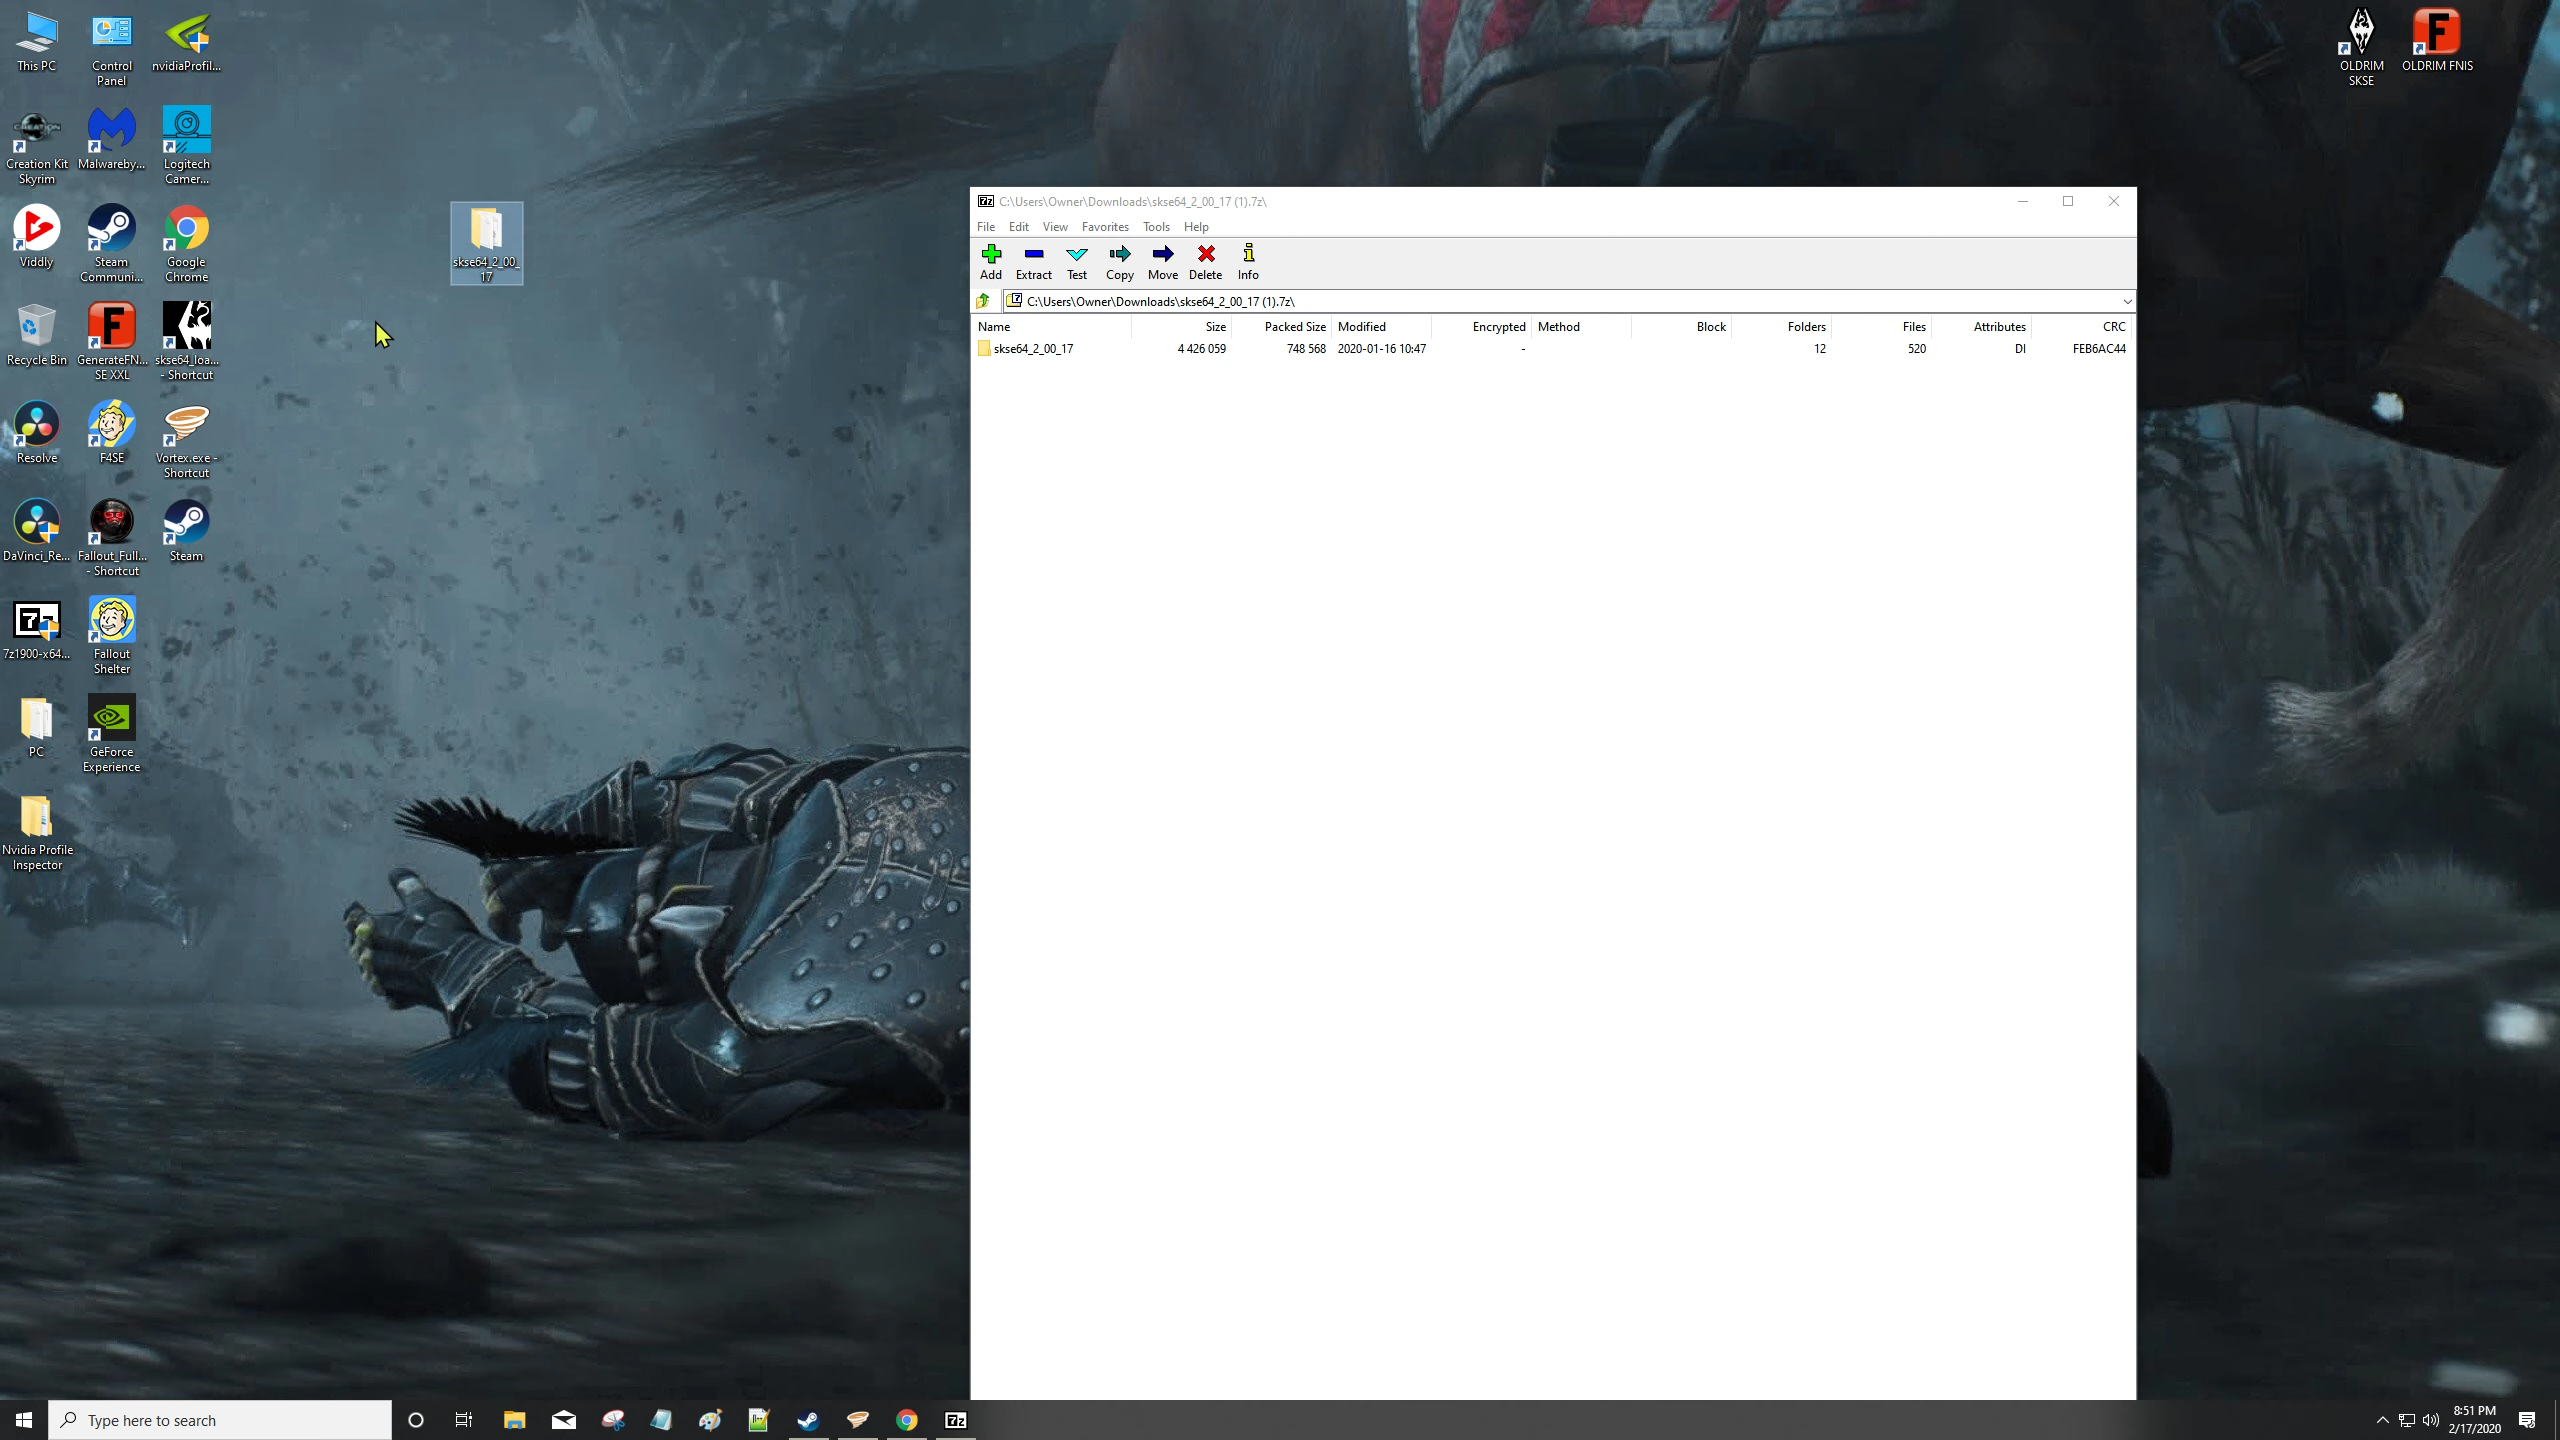 This PC
Control
Panel
nvidiaProfil...
Creation Kit
Skyrim
Malwareby...
Logitech
Camer...
Viddly
Steam
Communi...
Google
Chrome
Recycle Bin
GenerateFN...
SE XXL
skse64_loa...
- Shortcut
Resolve
F4SE
Vortex.exe -
Shortcut
DaVinci_Re...
Fallout_Full...
- Shortcut
Steam
7z1900-x64...
Fallout
Shelter
PC
GeForce
Experience
Nvidia Profile
Inspector
skse64_2_00_
17
OLDRIM
SKSE
OLDRIM FNIS
C:\Users\Owner\Downloads\skse64_2_00_17 (1).7z\
File Edit View Favorites Tools Help
Add Extract Test Copy Move Delete Info
C:\Users\Owner\Downloads\skse64_2_00_17 (1).7z\
Name Size Packed Size Modified Encrypted Method Block Folders Files Attributes CRC
skse64_2_00_17 4 426 059 748 568 2020-01-16 10:47 - 12 520 DI FEB6AC44
Type here to search
8:51 PM
2/17/2020